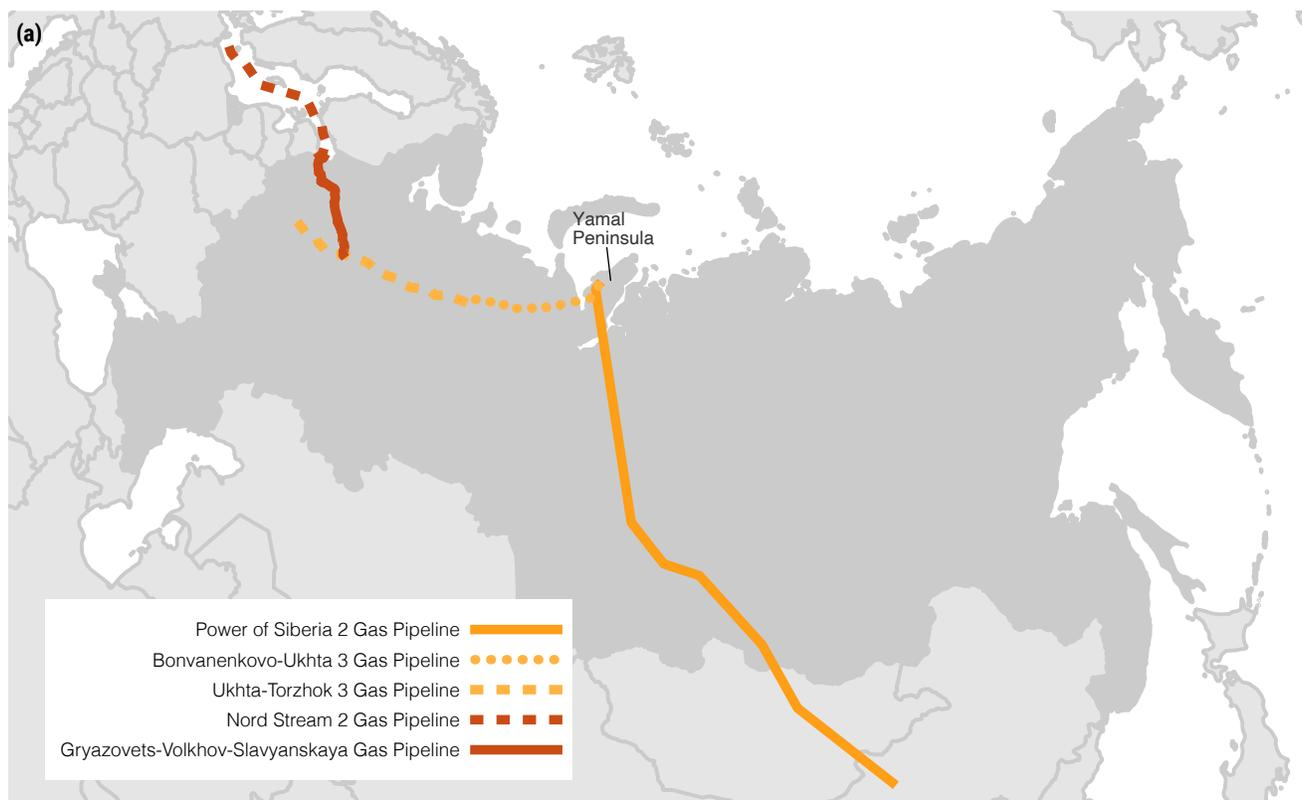 (a)
Yamal
Peninsula
Power of Siberia 2 Gas Pipeline
Bonvanenkovo-Ukhta 3 Gas Pipeline
Ukhta-Torzhok 3 Gas Pipeline
Nord Stream 2 Gas Pipeline
Gryazovets-Volkhov-Slavyanskaya Gas Pipeline